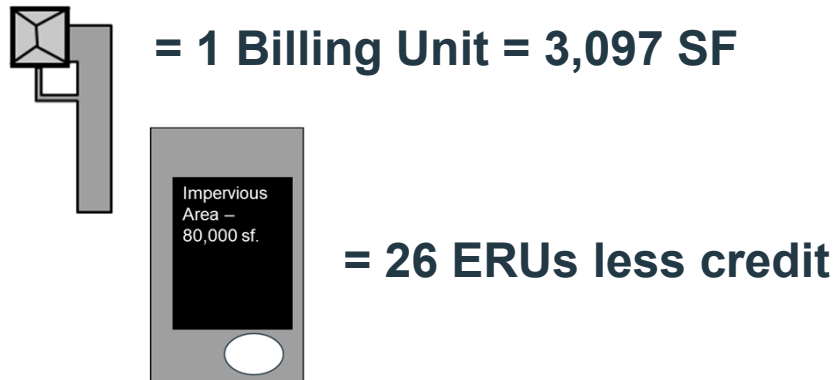 = 1 Billing Unit = 3,097 SF
Impervious
Area –
80,000 sf.
= 26 ERUs less credit